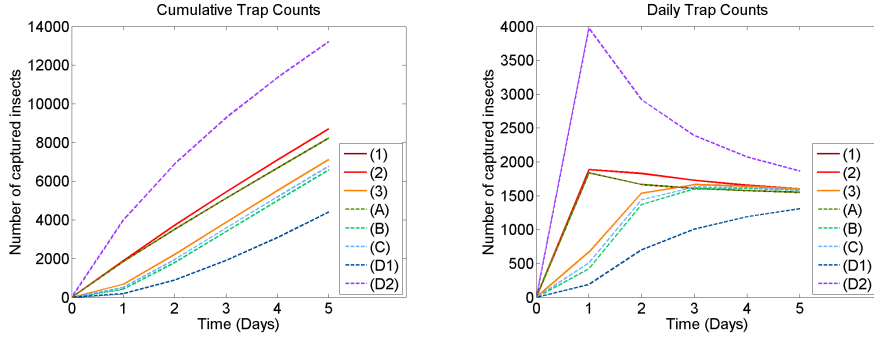 Cumulative Trap Counts
Number of captured insects
14000
12000
10000
8000
6000
4000
2000
0
0 1 2 3 4 5
Time (Days)
(1)
(2)
(3)
(A)
(B)
(C)
(D1)
(D2)
Daily Trap Counts
Number of captured insects
4000
3500
3000
2500
2000
1500
1000
500
0
0 1 2 3 4 5
Time (Days)
(1)
(2)
(3)
(A)
(B)
(C)
(D1)
(D2)